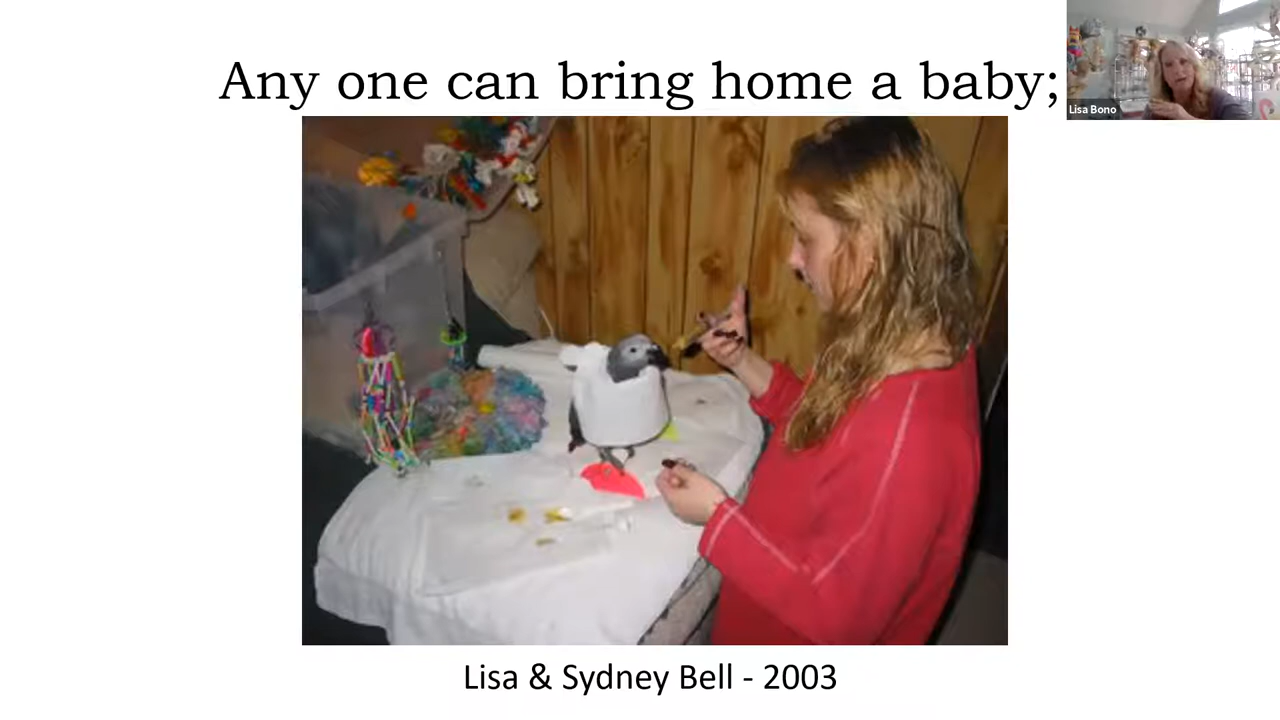 Any one can bring home a baby;
Lisa Bono
Lisa & Sydney Bell - 2003